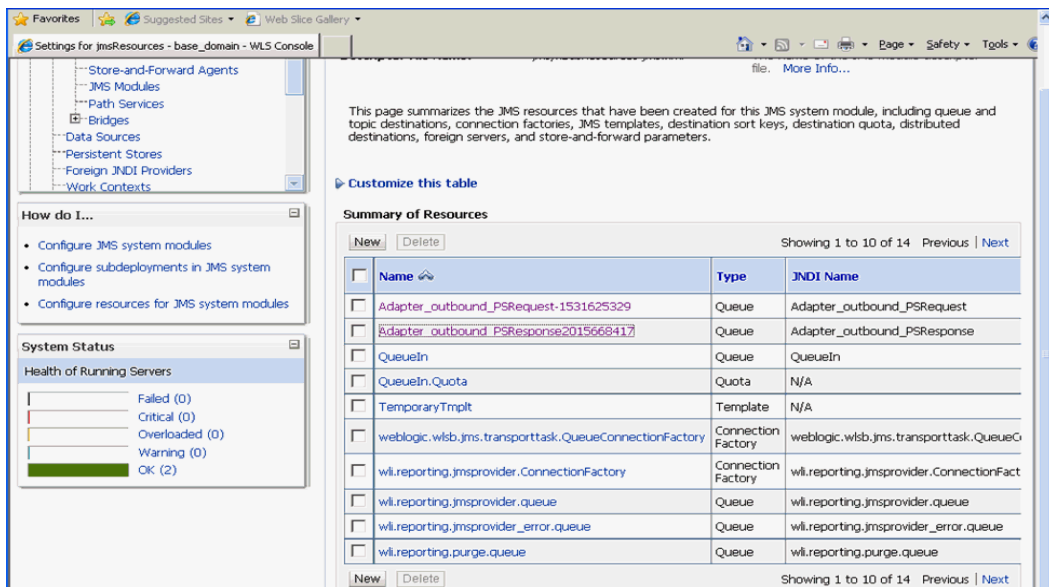 Favorites Suggested Sites Web Slice Gallery
Settings for jmsResources - base_domain - WLS Console
Page Safety Tools
Store-and-Forward Agents
JMS Modules
Path Services
Bridges
Data Sources
Persistent Stores
Foreign JNDI Providers
Work Contexts
How do I...
Configure JMS system modules
Configure subdeployments in JMS system
modules
Configure resources for JMS system modules
System Status
Health of Running Servers
Failed (0)
Critical (0)
Overloaded (0)
Warning (0)
OK (2)
file. More Info...
This page summarizes the JMS resources that have been created for this JMS system module, including queue and
topic destinations, connection factories, JMS templates, destination sort keys, destination quota, distributed
destinations, foreign servers, and store-and-forward parameters.
Customize this table
Summary of Resources
New Delete Showing 1 to 10 of 14 Previous | Next
Name Type JNDI Name
Adapter_outbound_PSRequest-1531625329 Queue Adapter_outbound_PSRequest
Adapter_outbound_PSResponse2015668417 Queue Adapter_outbound_PSResponse
QueueIn Queue QueueIn
QueueIn.Quota Quota N/A
TemporaryTmplt Template N/A
weblogic.wlsb.jms.transporttask.QueueConnectionFactory Connection Factory weblogic.wlsb.jms.transporttask.QueueC
wli.reporting.jmsprovider.ConnectionFactory Connection Factory wli.reporting.jmsprovider.ConnectionFact
wli.reporting.jmsprovider.queue Queue wli.reporting.jmsprovider.queue
wli.reporting.jmsprovider_error.queue Queue wli.reporting.jmsprovider_error.queue
wli.reporting.purge.queue Queue wli.reporting.purge.queue
New Delete Showing 1 to 10 of 14 Previous | Next